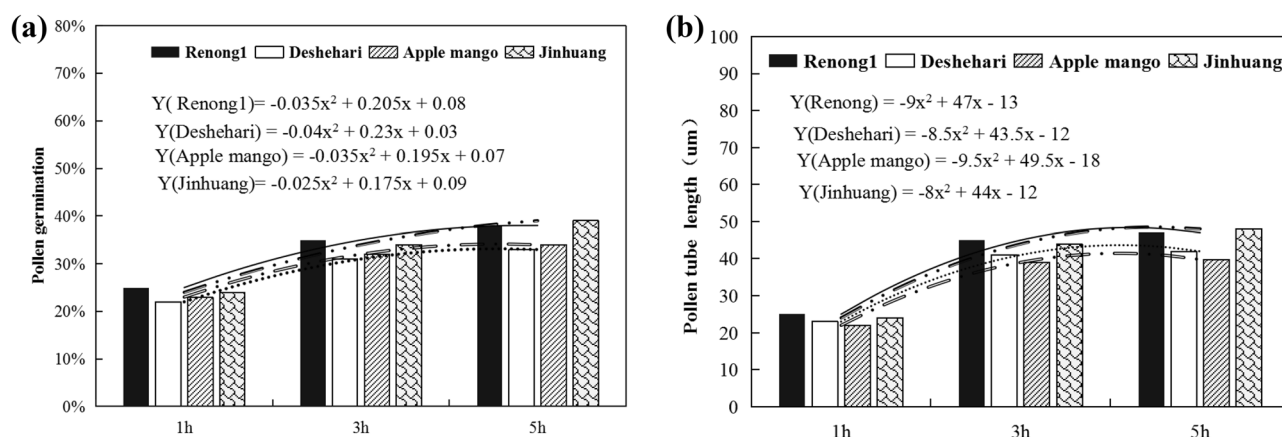 (a)
80%
70%
60%
50%
40%
30%
20%
10%
0%
Pollen germination
Renong1 Deshehari Apple mango Jinhuang
Y( Renong1)= -0.035x² + 0.205x + 0.08
Y(Deshehari) = -0.04x² + 0.23x + 0.03
Y(Apple mango) = -0.035x² + 0.195x + 0.07
Y(Jinhuang)= -0.025x² + 0.175x + 0.09
1h 3h 5h
(b)
100
90
80
70
60
50
40
30
20
10
0
Pollen tube length（um）
Renong1 Deshehari Apple mango Jinhuang
Y(Renong) = -9x² + 47x - 13
Y(Deshehari) = -8.5x² + 43.5x - 12
Y(Apple mango) = -9.5x² + 49.5x - 18
Y(Jinhuang) = -8x² + 44x - 12
1h 3h 5h